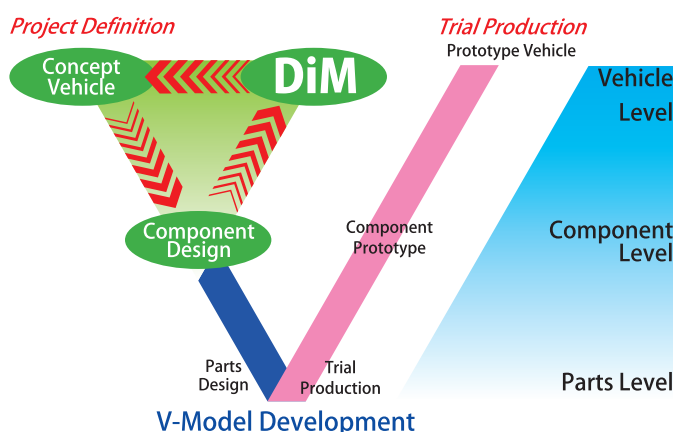 Project Definition
Trial Production
Prototype Vehicle
Concept
Vehicle
DiM
Vehicle
Level
Component
Design
Component
Prototype
Component
Level
Parts
Design
Trial
Production
Parts Level
V-Model Development